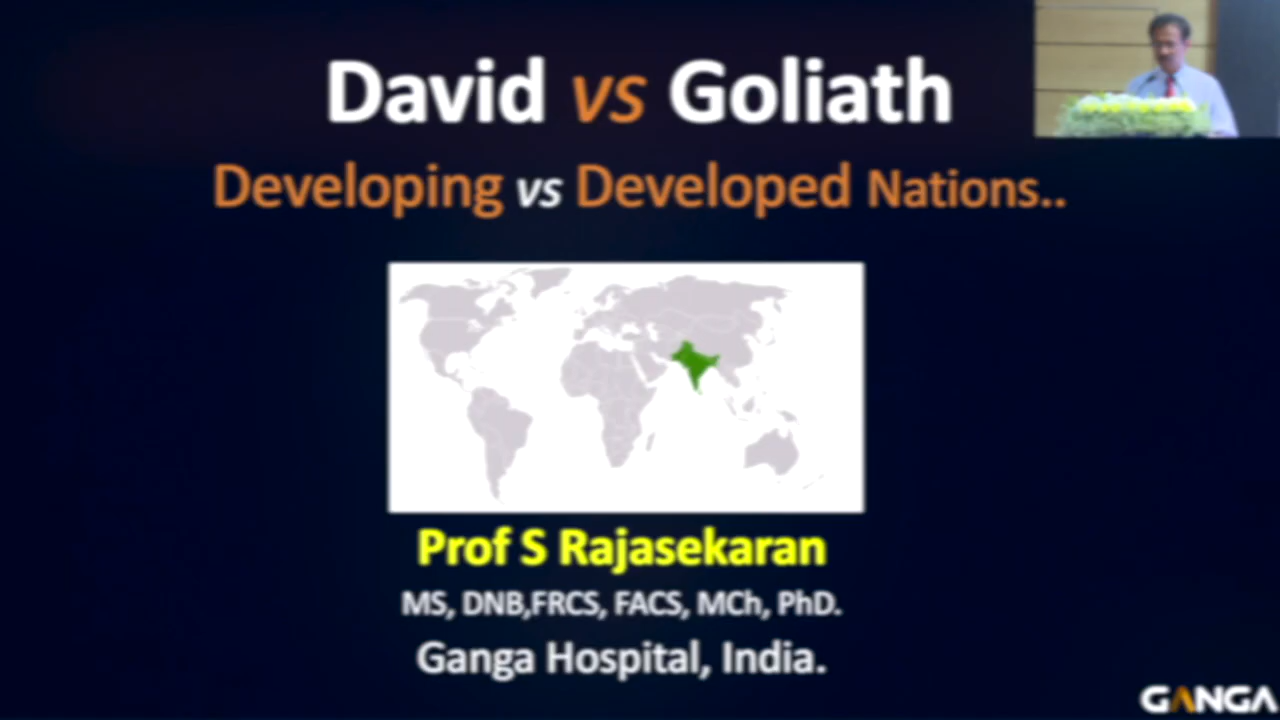 David vs Goliath
Developing vs Developed Nations..
Prof S Rajasekaran
MS, DNB,FRCS, FACS, MCh, PhD.
Ganga Hospital, India.
GANGA